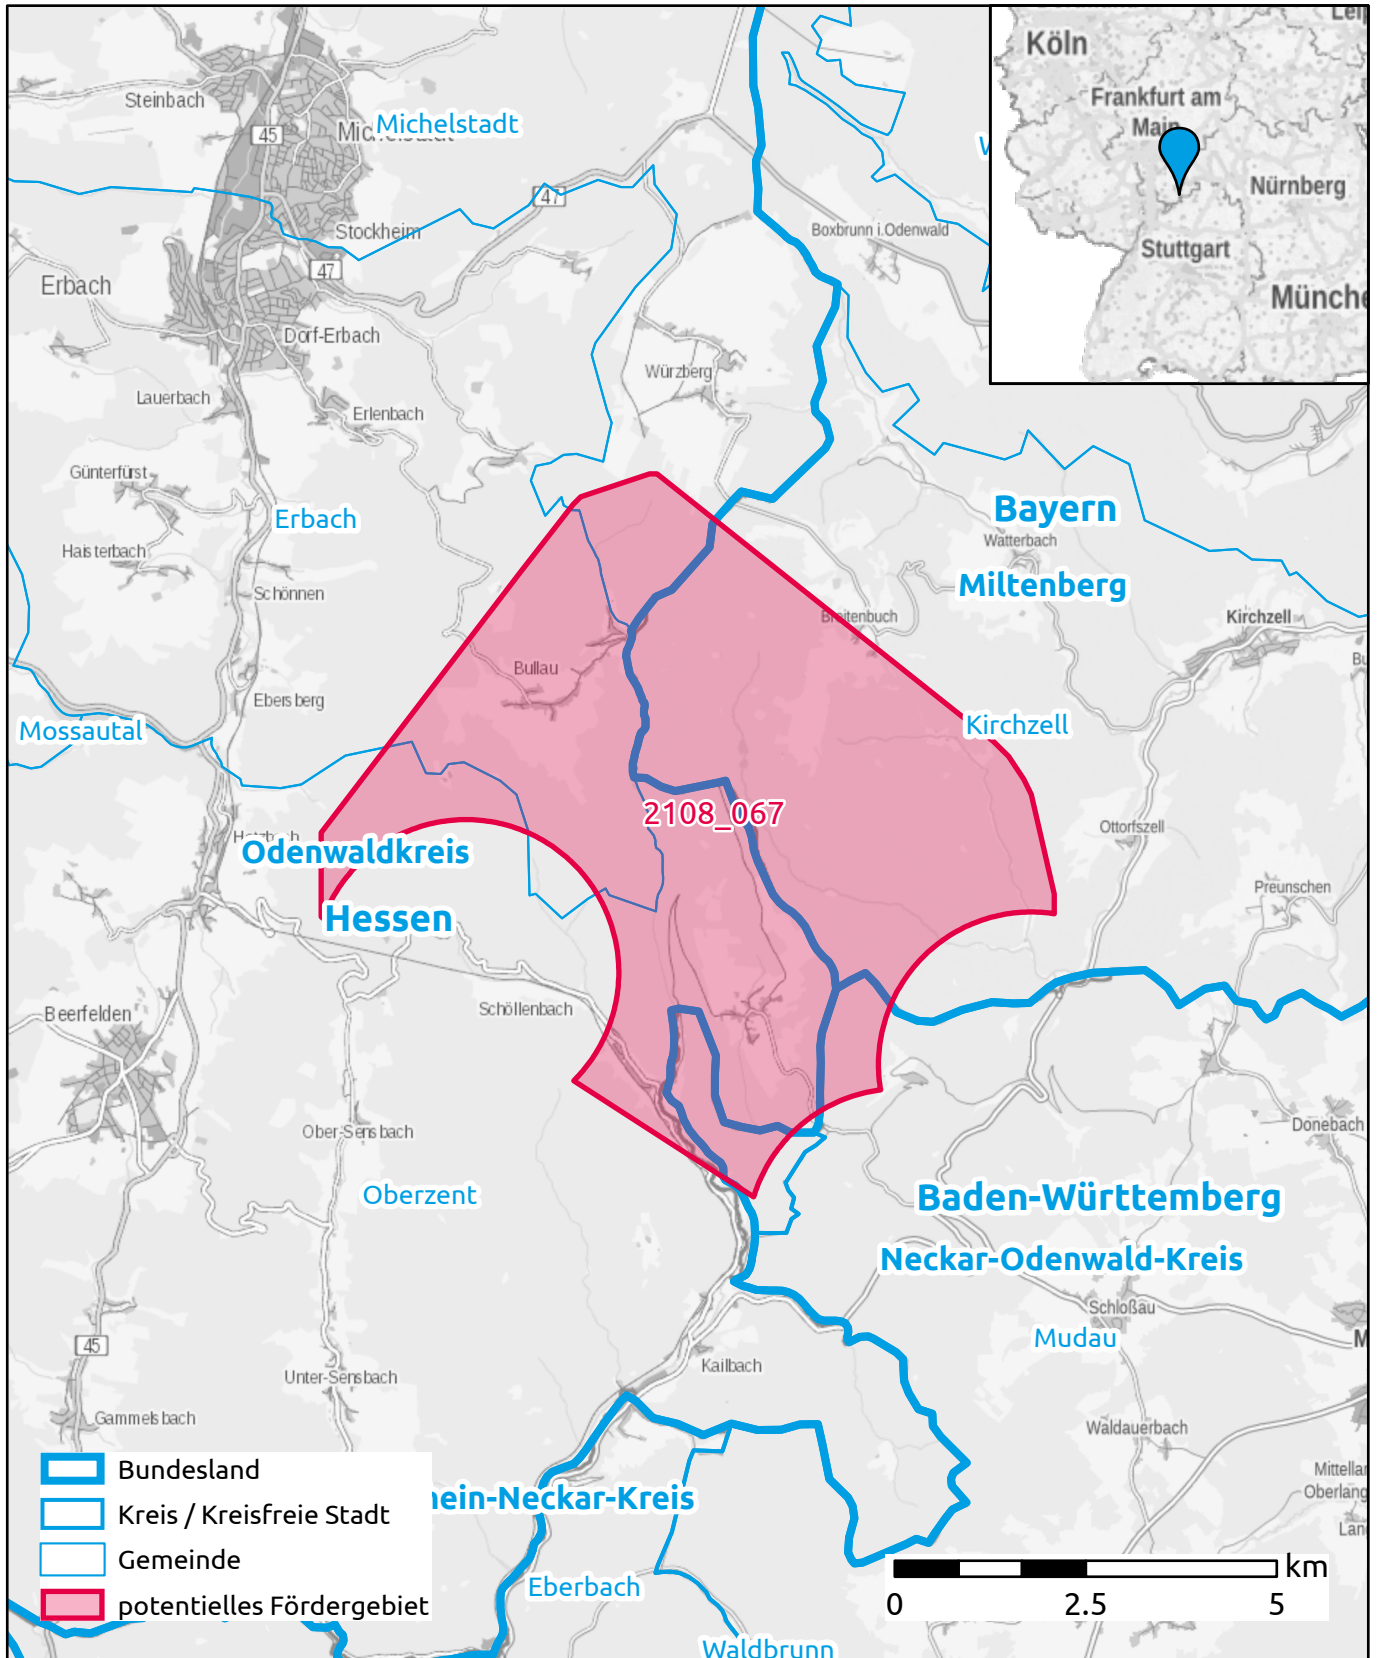 Steinbach
45
Michelstadt
47
Stockheim
Boxbrunn i.Odenwald
47
Erbach
Dorf-Erbach
Würzberg
Lauerbach
Erlenbach
Günterfürst
Erbach
Bayern
Haisterbach
Watterbach
Miltenberg
Schönnen
Breitenbuch
Kirchzell
Bullau
Ebersberg
Mossautal
Kirchzell
2108_067
Ottorfszell
Hetzbach
Odenwaldkreis
Preunschen
Hessen
Schöllenbach
Beerfelden
Donebach
Ober-Sensbach
Oberzent
Baden-Württemberg
Neckar-Odenwald-Kreis
Schloßau
Mudau
45
Kailbach
Unter-Sensbach
Gammelsbach
Waldauerbach
hein-Neckar-Kreis
Eberbach
Waldbrunn
Köln
Frankfurt am
Main
Nürnberg
Stuttgart
Münche
Bundesland
Kreis / Kreisfreie Stadt
Gemeinde
potentielles Fördergebiet
km
0 2.5 5